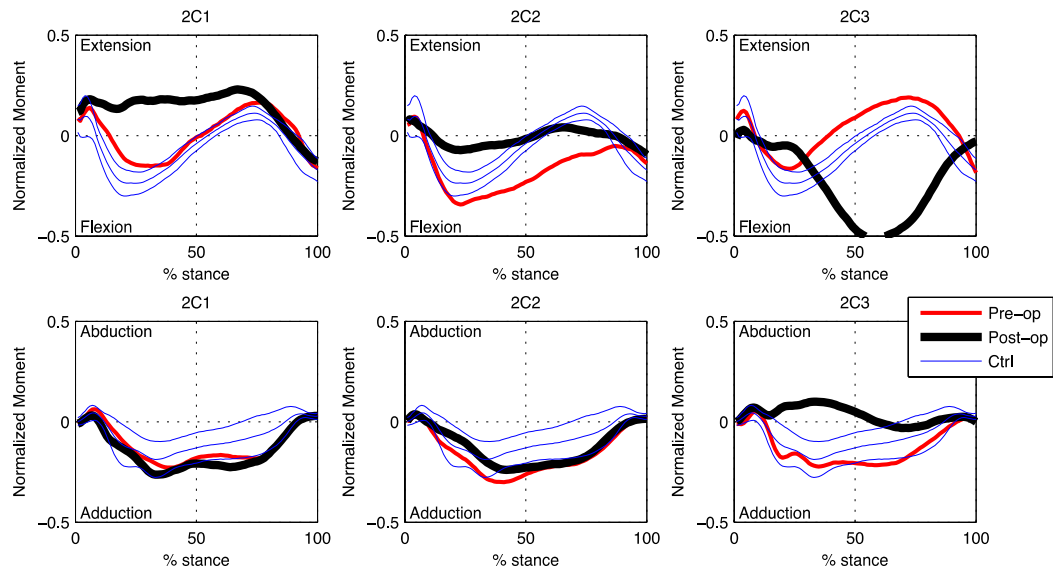 2C1
0.5
0
−0.5
Normalized Moment
Extension
Flexion
0
50
100
% stance
2C2
0.5
0
−0.5
Normalized Moment
Extension
Flexion
0
50
100
% stance
2C3
0.5
0
−0.5
Normalized Moment
Extension
Flexion
0
50
100
% stance
2C1
0.5
0
−0.5
Normalized Moment
Abduction
Adduction
0
50
100
% stance
2C2
0.5
0
−0.5
Normalized Moment
Abduction
Adduction
0
50
100
% stance
2C3
0.5
0
−0.5
Normalized Moment
Abduction
Adduction
0
50
100
% stance
Pre−op
Post−op
Ctrl